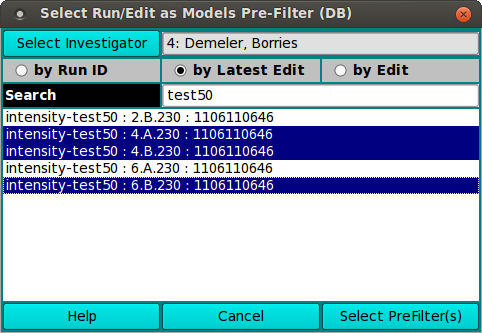 Select Run/Edit as Models Pre-Filter (DB)
Select Investigator 4: Demeler, Borries
by Run ID by Latest Edit by Edit
Search test50
intensity-test50 : 2.B.230 : 1106110646
intensity-test50 : 4.A.230 : 1106110646
intensity-test50 : 4.B.230 : 1106110646
intensity-test50 : 6.A.230 : 1106110646
intensity-test50 : 6.B.230 : 1106110646
Help Cancel Select PreFilter(s)